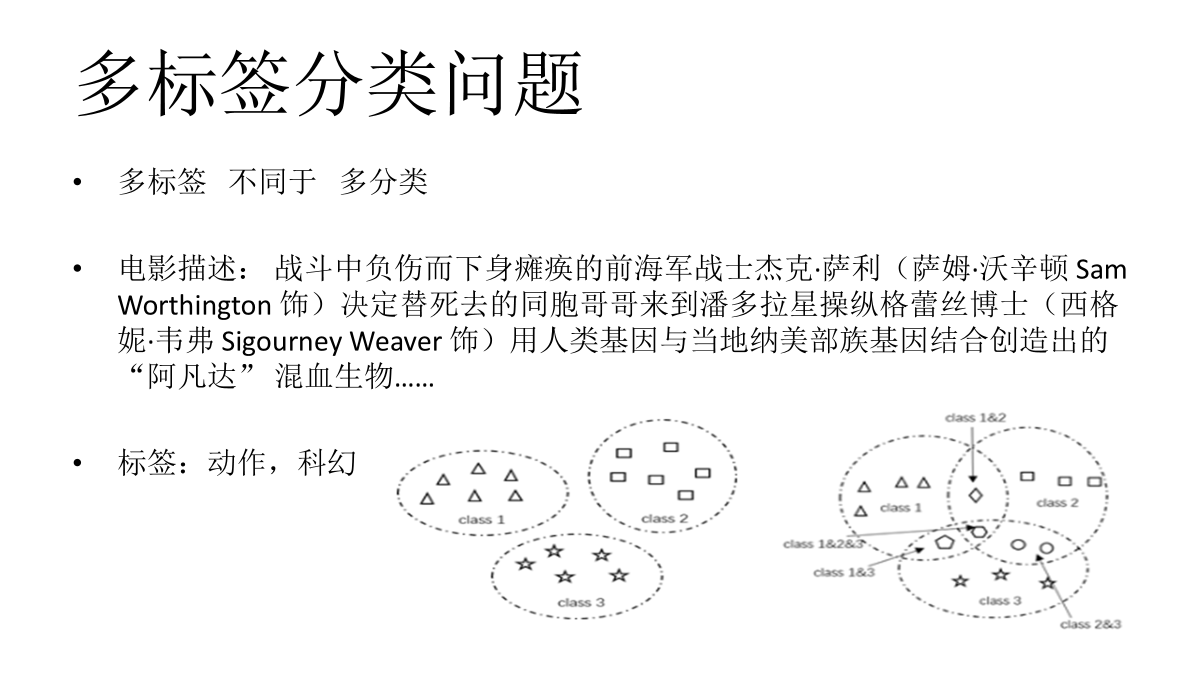 多标签分类问题
• 多标签 不同于 多分类
• 电影描述： 战斗中负伤而下身瘫痪的前海军战士杰克·萨利（萨姆·沃辛顿 Sam
Worthington 饰）决定替死去的同胞哥哥来到潘多拉星操纵格蕾丝博士（西格
妮·韦弗 Sigourney Weaver 饰）用人类基因与当地纳美部族基因结合创造出的
“阿凡达” 混血生物……
• 标签：动作，科幻
class 1
class 2
class 3
class 1&2
class 1
class 2
class 1&2&3
class 1&3
class 3
class 2&3